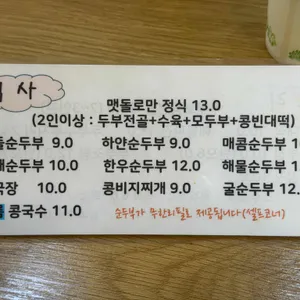 사
맷돌로만 정식 13.0
(2인이상 : 두부전골+수육+모두부+콩빈대떡)
순두부 9.0 하얀순두부 9.0 매콤순두부 10.
순두부 10.0 한우순두부 12.0 해물순두부 1
국장 10.0 콩비지찌개 9.0 굴순두부 12.
콩국수 11.0 순두부가 무한리필로 제공됩니다(셀프코너)